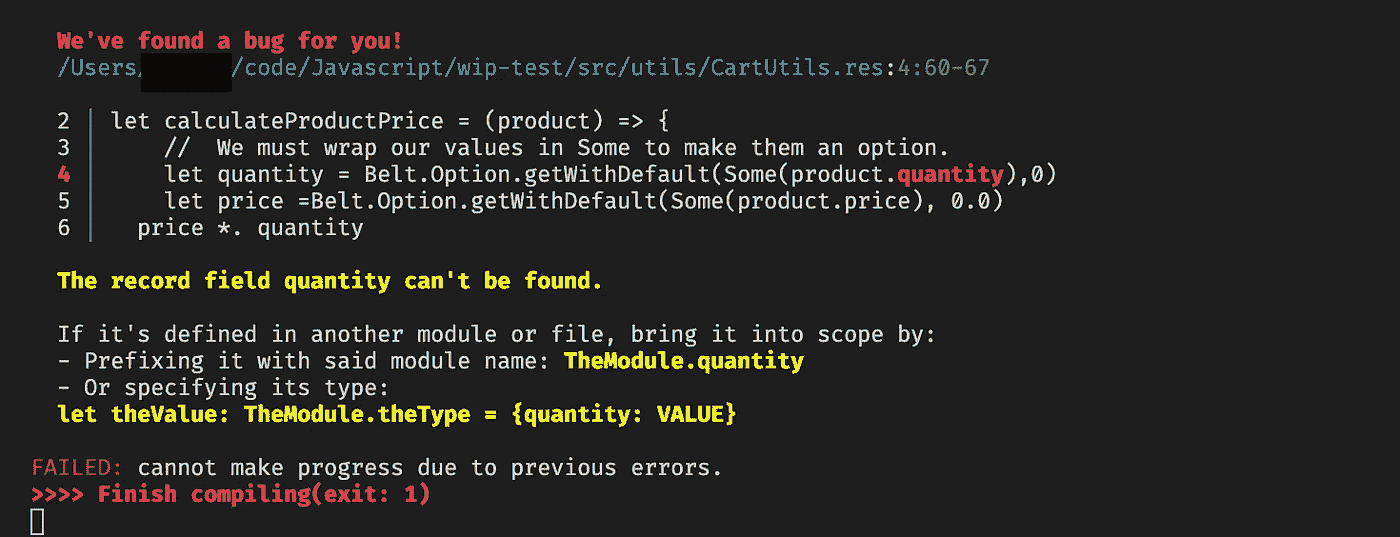 We've found a bug for you!
/Users/ /code/Javascript/wip-test/src/utils/CartUtils.res:4:60-67
2 │ let calculateProductPrice = (product) => {
3 │     //  We must wrap our values in Some to make them an option.
4 │     let quantity = Belt.Option.getWithDefault(Some(product.quantity),0)
5 │     let price =Belt.Option.getWithDefault(Some(product.price), 0.0)
6 │   price *. quantity
The record field quantity can't be found.
If it's defined in another module or file, bring it into scope by:
- Prefixing it with said module name: TheModule.quantity
- Or specifying its type:
let theValue: TheModule.theType = {quantity: VALUE}
FAILED: cannot make progress due to previous errors.
>>>> Finish compiling(exit: 1)